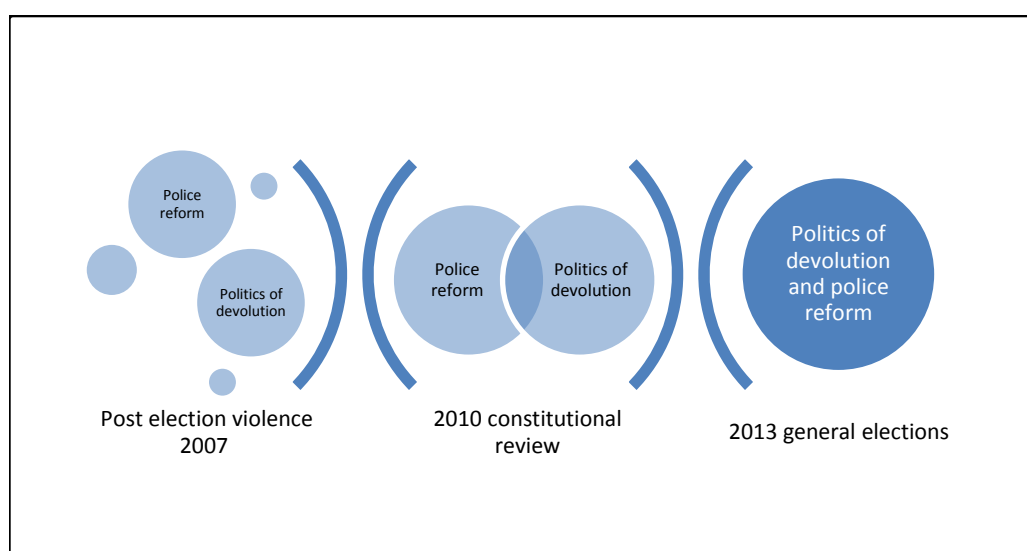 Police
reform
Politics of
devolution
Post election violence
2007
Police
reform
Politics of
devolution
2010 constitutional
review
Politics of
devolution
and police
reform
2013 general elections